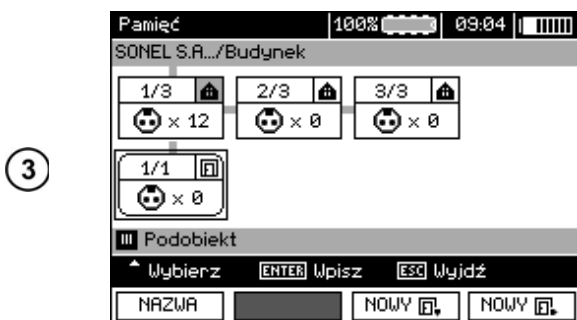 Pamięć 100% 09:04
SONEL S.A.../Budynek
1/3 2/3 3/3
x 12 x 0 x 0
3
1/1
x 0
Podobiekt
Wybierz ENTER Wpisz ESC Wyjdź
NAZWA NOWY NOWY